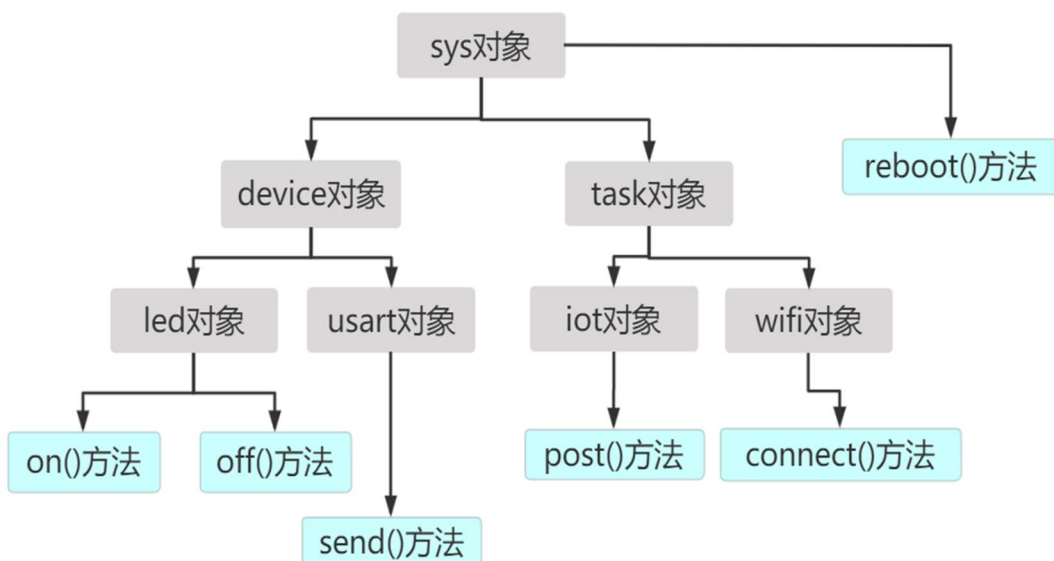 sys对象
reboot()方法
device对象
task对象
led对象
usart对象
iot对象
wifi对象
on()方法
off()方法
post()方法
connect()方法
send()方法